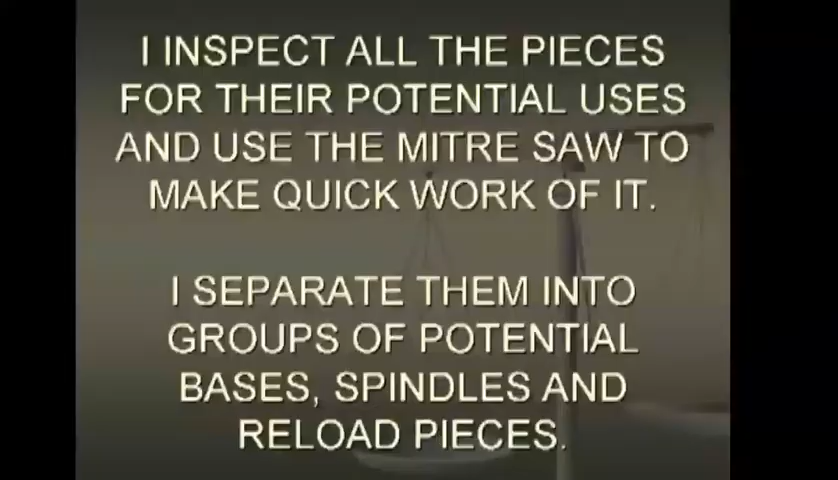 I INSPECT ALL THE PIECES
FOR THEIR POTENTIAL USES
AND USE THE MITRE SAW TO
MAKE QUICK WORK OF IT.
I SEPARATE THEM INTO
GROUPS OF POTENTIAL
BASES, SPINDLES AND
RELOAD PIECES.